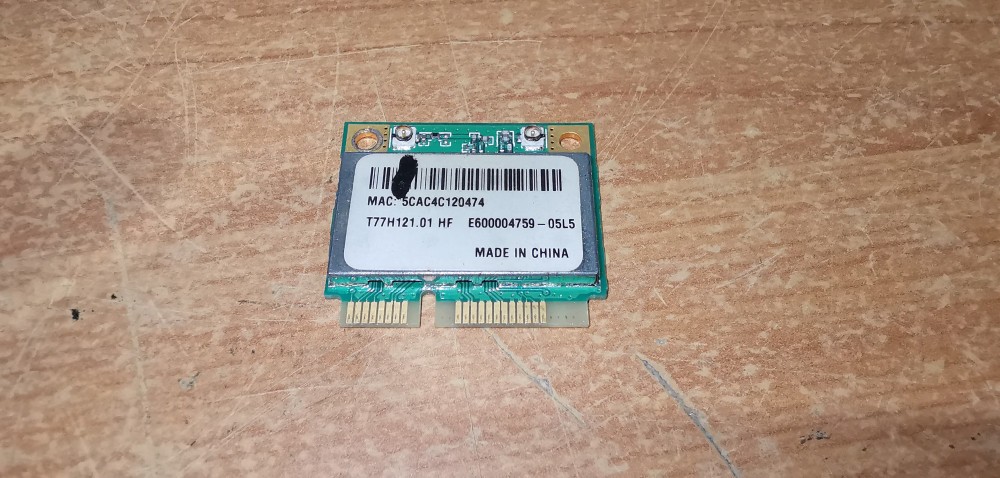 MAC: 5CAC4C120474
T77H121.01 HF E600004759-05L5
MADE IN CHINA